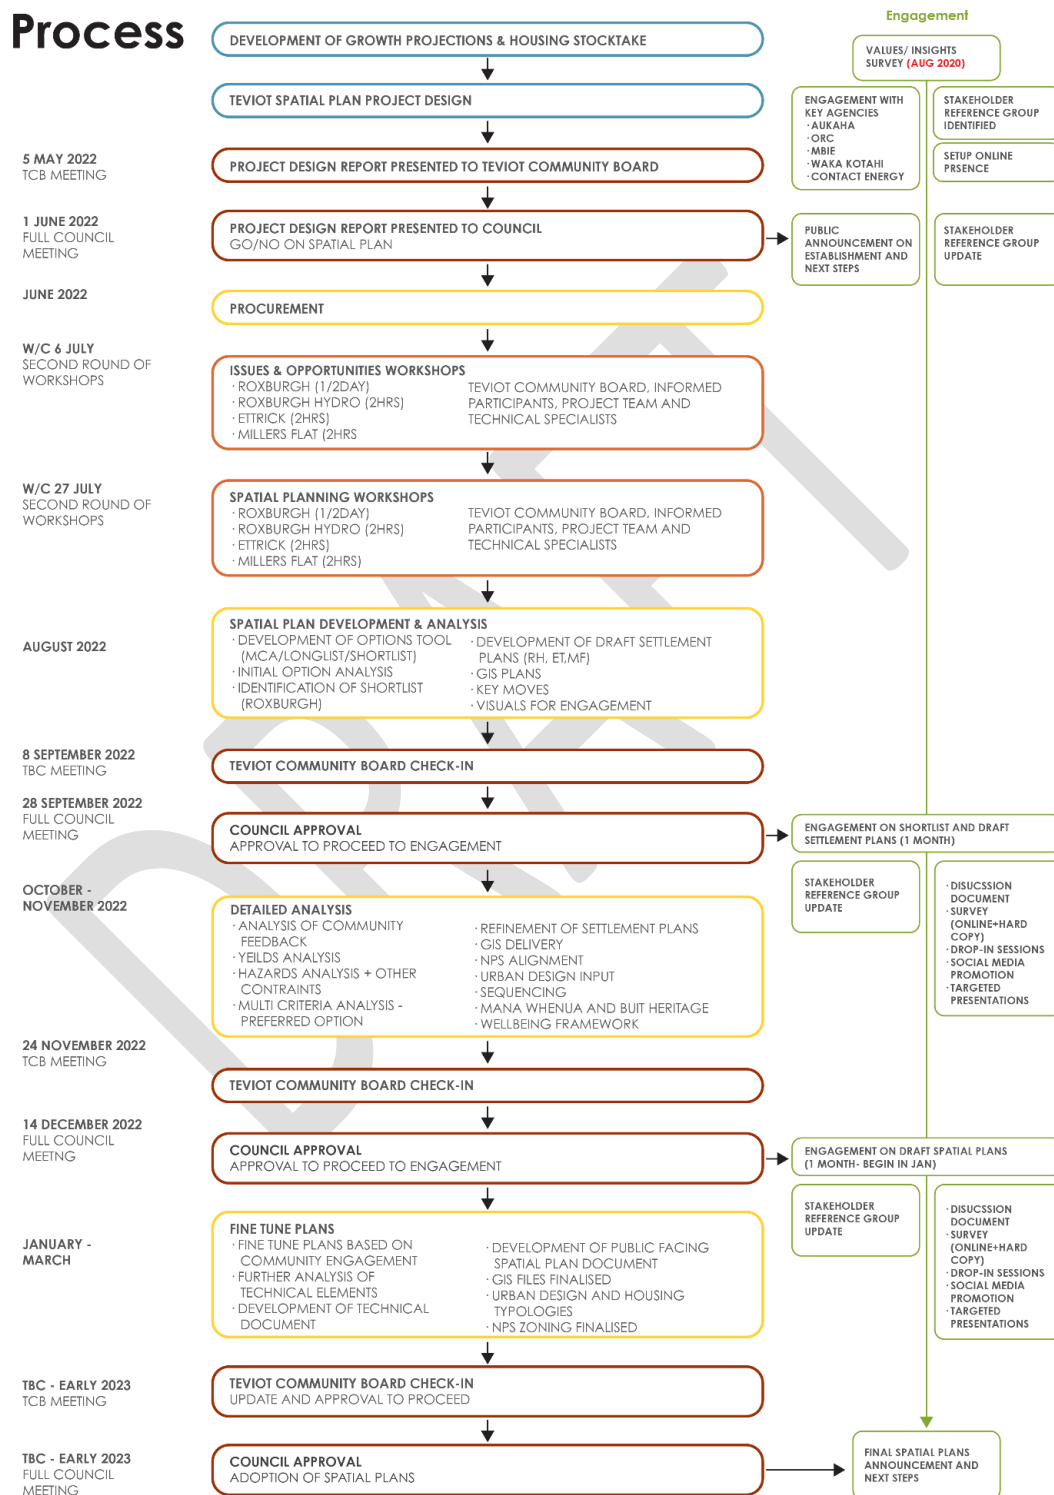 Process
Engagement
DEVELOPMENT OF GROWTH PROJECTIONS & HOUSING STOCKTAKE
VALUES/ INSIGHTS
SURVEY (AUG 2020)
TEVIOT SPATIAL PLAN PROJECT DESIGN
ENGAGEMENT WITH
KEY AGENCIES
· AUKAHA
· ORC
· MBIE
· WAKA KOTAHI
· CONTACT ENERGY
STAKEHOLDER
REFERENCE GROUP
IDENTIFIED
SETUP ONLINE
PRSENCE
5 MAY 2022
TCB MEETING
PROJECT DESIGN REPORT PRESENTED TO TEVIOT COMMUNITY BOARD
1 JUNE 2022
FULL COUNCIL
MEETING
PROJECT DESIGN REPORT PRESENTED TO COUNCIL
GO/NO ON SPATIAL PLAN
PUBLIC
ANNOUNCEMENT ON
ESTABLISHMENT AND
NEXT STEPS
STAKEHOLDER
REFERENCE GROUP
UPDATE
JUNE 2022
PROCUREMENT
W/C 6 JULY
SECOND ROUND OF
WORKSHOPS
ISSUES & OPPORTUNITIES WORKSHOPS
· ROXBURGH (1/2DAY)
· ROXBURGH HYDRO (2HRS)
· ETTRICK (2HRS)
· MILLERS FLAT (2HRS
TEVIOT COMMUNITY BOARD, INFORMED
PARTICIPANTS, PROJECT TEAM AND
TECHNICAL SPECIALISTS
W/C 27 JULY
SECOND ROUND OF
WORKSHOPS
SPATIAL PLANNING WORKSHOPS
· ROXBURGH (1/2DAY)
· ROXBURGH HYDRO (2HRS)
· ETTRICK (2HRS)
· MILLERS FLAT (2HRS)
TEVIOT COMMUNITY BOARD, INFORMED
PARTICIPANTS, PROJECT TEAM AND
TECHNICAL SPECIALISTS
AUGUST 2022
SPATIAL PLAN DEVELOPMENT & ANALYSIS
· DEVELOPMENT OF OPTIONS TOOL
(MCA/LONGLIST/SHORTLIST)
· INITIAL OPTION ANALYSIS
· IDENTIFICATION OF SHORTLIST
(ROXBURGH)
· DEVELOPMENT OF DRAFT SETTLEMENT
PLANS (RH, ET,MF)
· GIS PLANS
· KEY MOVES
· VISUALS FOR ENGAGEMENT
8 SEPTEMBER 2022
TBC MEETING
TEVIOT COMMUNITY BOARD CHECK-IN
28 SEPTEMBER 2022
FULL COUNCIL
MEETING
COUNCIL APPROVAL
APPROVAL TO PROCEED TO ENGAGEMENT
ENGAGEMENT ON SHORTLIST AND DRAFT
SETTLEMENT PLANS (1 MONTH)
STAKEHOLDER
REFERENCE GROUP
UPDATE
· DISUCSSION
DOCUMENT
· SURVEY
(ONLINE+HARD
COPY)
· DROP-IN SESSIONS
· SOCIAL MEDIA
PROMOTION
· TARGETED
PRESENTATIONS
OCTOBER -
NOVEMBER 2022
DETAILED ANALYSIS
· ANALYSIS OF COMMUNITY
FEEDBACK
· YEILDS ANALYSIS
· HAZARDS ANALYSIS + OTHER
CONTRAINTS
· MULTI CRITERIA ANALYSIS -
PREFERRED OPTION
· REFINEMENT OF SETTLEMENT PLANS
· GIS DELIVERY
· NPS ALIGNMENT
· URBAN DESIGN INPUT
· SEQUENCING
· MANA WHENUA AND BUIT HERITAGE
· WELLBEING FRAMEWORK
24 NOVEMBER 2022
TCB MEETING
TEVIOT COMMUNITY BOARD CHECK-IN
14 DECEMBER 2022
FULL COUNCIL
MEETNG
COUNCIL APPROVAL
APPROVAL TO PROCEED TO ENGAGEMENT
ENGAGEMENT ON DRAFT SPATIAL PLANS
(1 MONTH- BEGIN IN JAN)
STAKEHOLDER
REFERENCE GROUP
UPDATE
· DISUCSSION
DOCUMENT
· SURVEY
(ONLINE+HARD
COPY)
· DROP-IN SESSIONS
· SOCIAL MEDIA
PROMOTION
· TARGETED
PRESENTATIONS
JANUARY -
MARCH
FINE TUNE PLANS
· FINE TUNE PLANS BASED ON
COMMUNITY ENGAGEMENT
· FURTHER ANALYSIS OF
TECHNICAL ELEMENTS
· DEVELOPMENT OF TECHNICAL
DOCUMENT
· DEVELOPMENT OF PUBLIC FACING
SPATIAL PLAN DOCUMENT
· GIS FILES FINALISED
· URBAN DESIGN AND HOUSING
TYPOLOGIES
· NPS ZONING FINALISED
TBC - EARLY 2023
TCB MEETING
TEVIOT COMMUNITY BOARD CHECK-IN
UPDATE AND APPROVAL TO PROCEED
TBC - EARLY 2023
FULL COUNCIL
MEETING
COUNCIL APPROVAL
ADOPTION OF SPATIAL PLANS
FINAL SPATIAL PLANS
ANNOUNCEMENT AND
NEXT STEPS
DRAFT